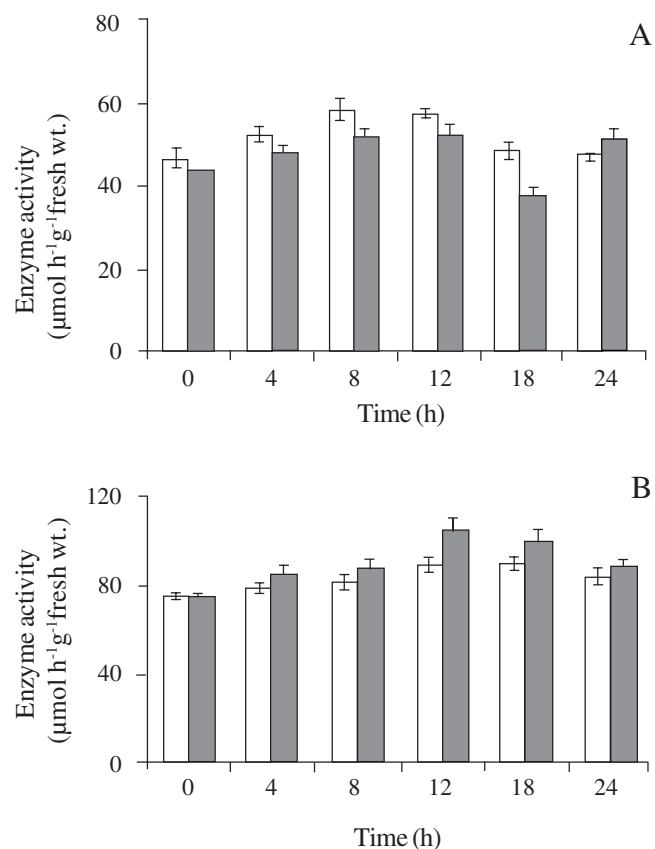 A
80
60
40
20
0
Enzyme activity
(µmol h⁻¹g⁻¹fresh wt.)
0 4 8 12 18 24
Time (h)
B
120
80
40
0
Enzyme activity
(µmol h⁻¹g⁻¹fresh wt.)
0 4 8 12 18 24
Time (h)